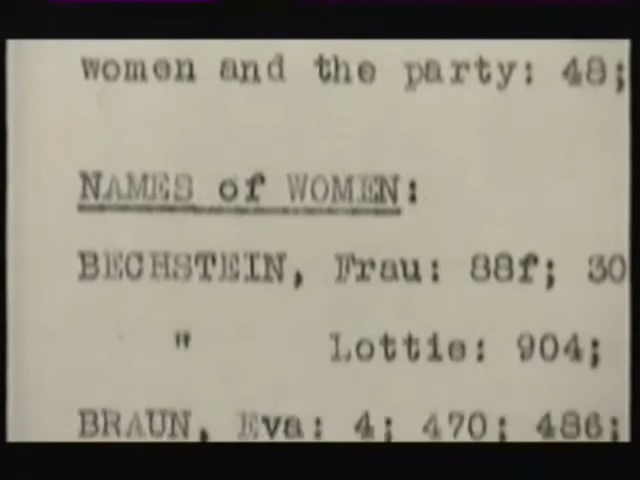 women and the party: 48;
NAMES of WOMEN:
BECHSTEIN, Frau: 88f; 30
" Lottie: 904;
BRAUN, Eva: 4; 470; 486;